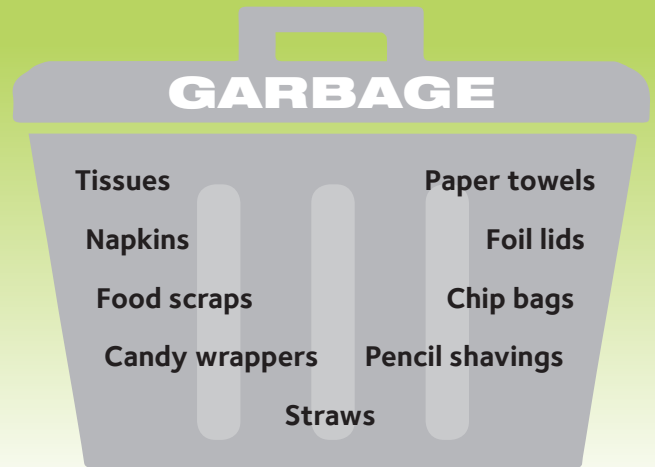 GARBAGE
Tissues Paper towels
Napkins Foil lids
Food scraps Chip bags
Candy wrappers Pencil shavings
Straws